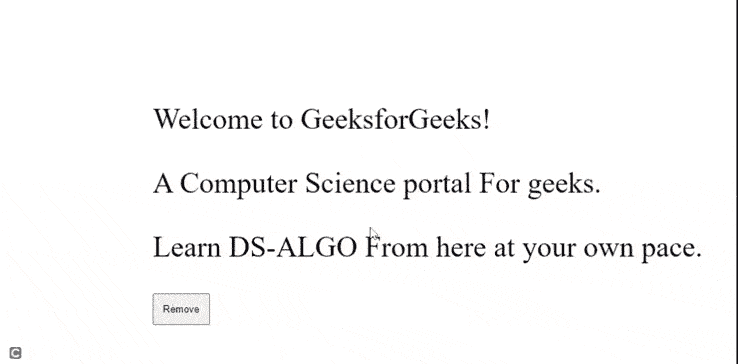 Welcome to GeeksforGeeks!
A Computer Science portal For geeks.
Learn DS-ALGO From here at your own pace.
Remove
C